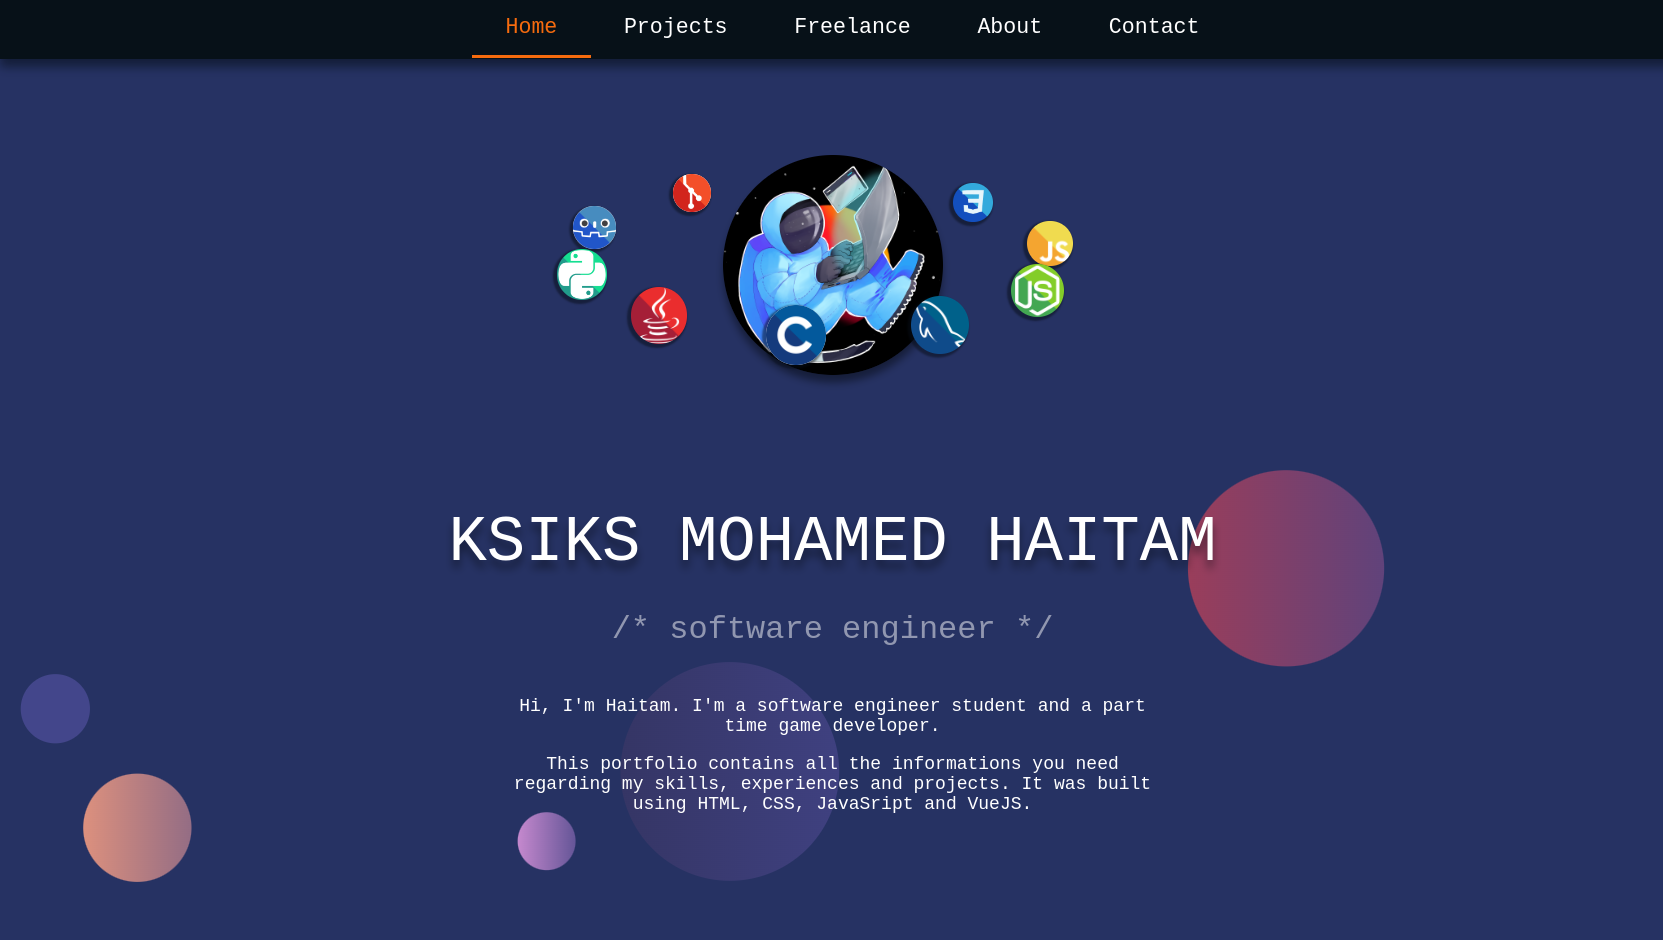 Home Projects Freelance About Contact
JS
JS
C
KSIKS MOHAMED HAITAM
/* software engineer */
Hi, I'm Haitam. I'm a software engineer student and a part
time game developer.
This portfolio contains all the informations you need
regarding my skills, experiences and projects. It was built
using HTML, CSS, JavaSript and VueJS.